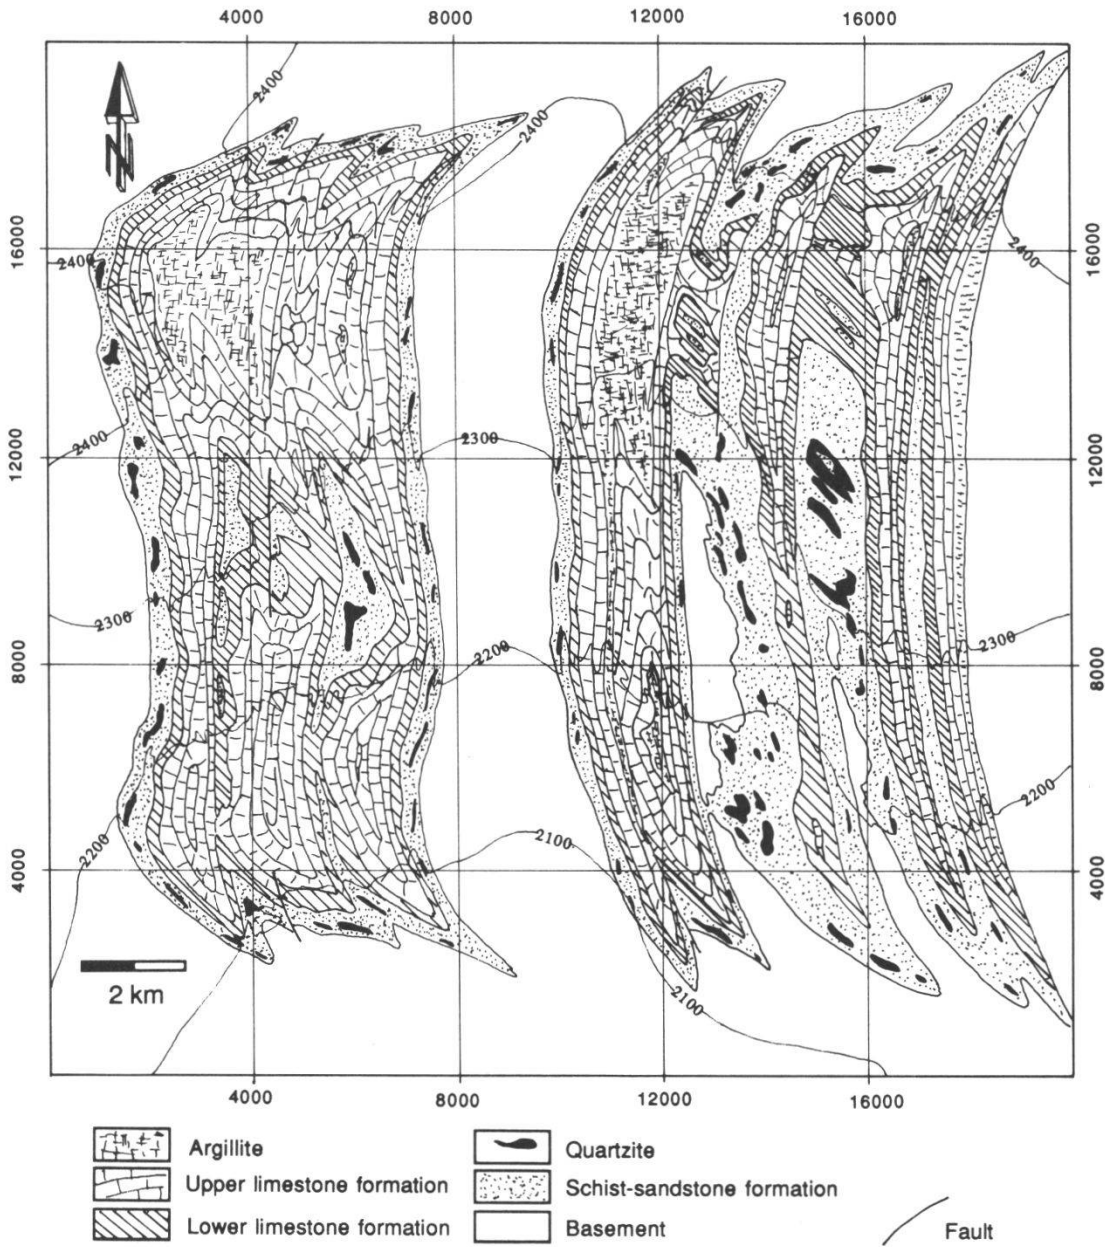 4000 8000 12000 16000
2400
2400
N
16000 16000
2400
2400
2400
2300
12000 12000
2300
2300
2200
8000 8000
2200
2100
2200
4000 4000
2 km
2100
4000 8000 12000 16000
Argillite Quartzite
Upper limestone formation Schist-sandstone formation
Lower limestone formation Basement Fault